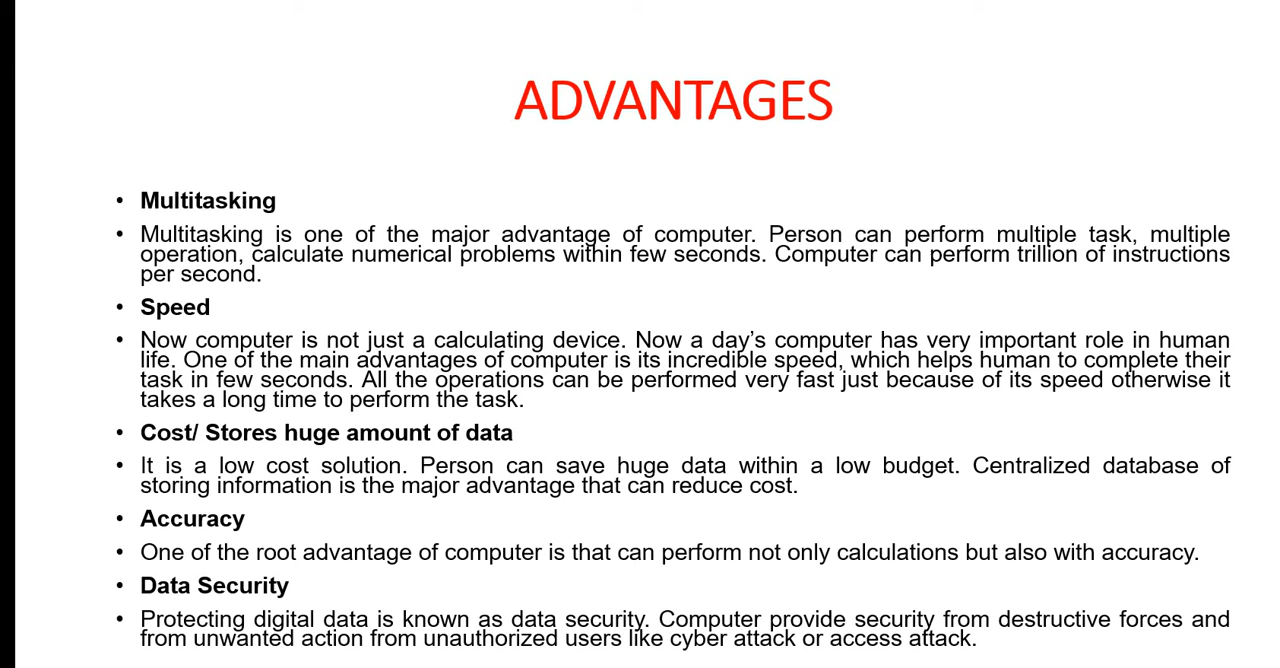 ADVANTAGES
• Multitasking
• Multitasking is one of the major advantage of computer. Person can perform multiple task, multiple
operation, calculate numerical problems within few seconds. Computer can perform trillion of instructions
per second.
• Speed
• Now computer is not just a calculating device. Now a day’s computer has very important role in human
life. One of the main advantages of computer is its incredible speed, which helps human to complete their
task in few seconds. All the operations can be performed very fast just because of its speed otherwise it
takes a long time to perform the task.
• Cost/ Stores huge amount of data
• It is a low cost solution. Person can save huge data within a low budget. Centralized database of
storing information is the major advantage that can reduce cost.
• Accuracy
• One of the root advantage of computer is that can perform not only calculations but also with accuracy.
• Data Security
• Protecting digital data is known as data security. Computer provide security from destructive forces and
from unwanted action from unauthorized users like cyber attack or access attack.